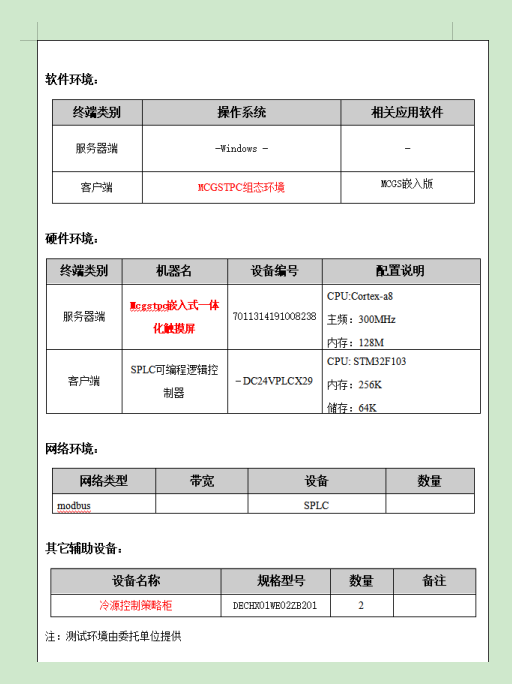 软件环境：
终端类别 操作系统 相关应用软件
服务器端 -Windows - -
客户端 MCGSTPC组态环境 MCGS嵌入版
硬件环境：
终端类别 机器名 设备编号 配置说明
服务器端 Mcgstpc嵌入式一体化触摸屏 7011314191008238 CPU:Cortex-a8
主频：300MHz
内存：128M
客户端 SPLC可编程逻辑控制器 -DC24VPLCX29 CPU: STM32F103
内存：256K
储存：64K
网络环境：
网络类型 带宽 设备 数量
modbus SPLC
其它辅助设备：
设备名称 规格型号 数量 备注
冷源控制策略柜 DECHX01WE02ZB201 2
注：测试环境由委托单位提供